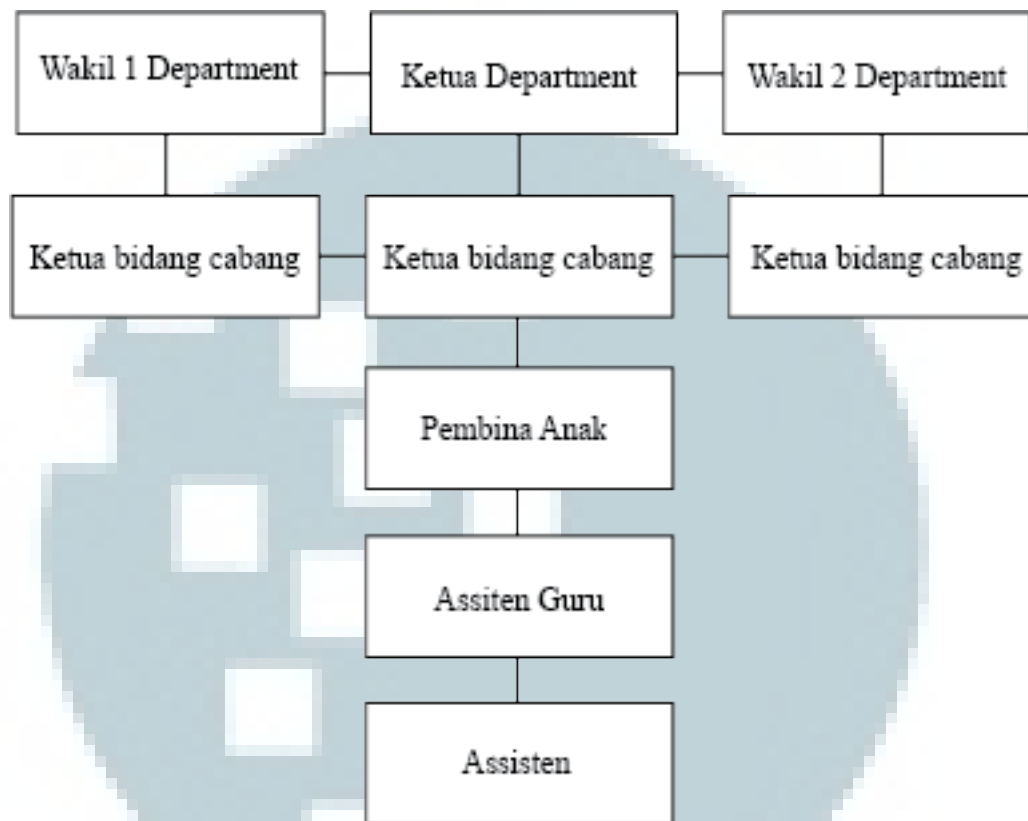 Wakil 1 Department
Ketua Department
Wakil 2 Department
Ketua bidang cabang
Ketua bidang cabang
Ketua bidang cabang
Pembina Anak
Assiten Guru
Assisten